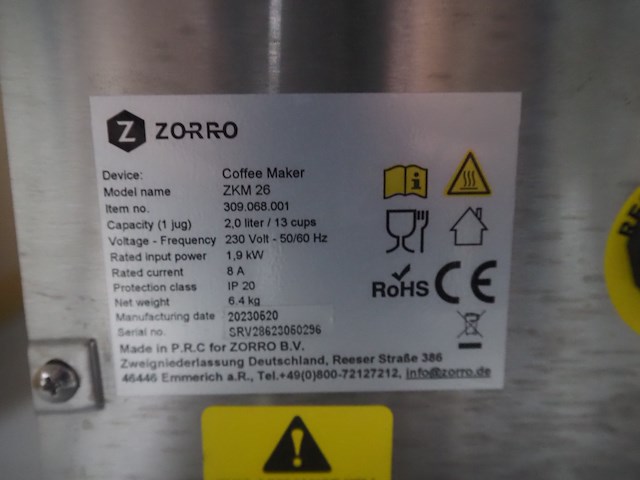 Z ZORRO
Device: Coffee Maker
Model name ZKM 26
Item no. 309.068.001
Capacity (1 jug) 2,0 liter / 13 cups
Voltage - Frequency 230 Volt - 50/60 Hz
Rated input power 1,9 kW
Rated current 8 A
Protection class IP 20
Net weight 6.4 kg
Manufacturing date 20230520
Serial no. SRV28623060296
Made in P.R.C for ZORRO B.V.
Zweigniederlassung Deutschland, Reeser Straße 386
46446 Emmerich a.R., Tel.+49(0)800-72127212, info@zorro.de
i
RoHS CE